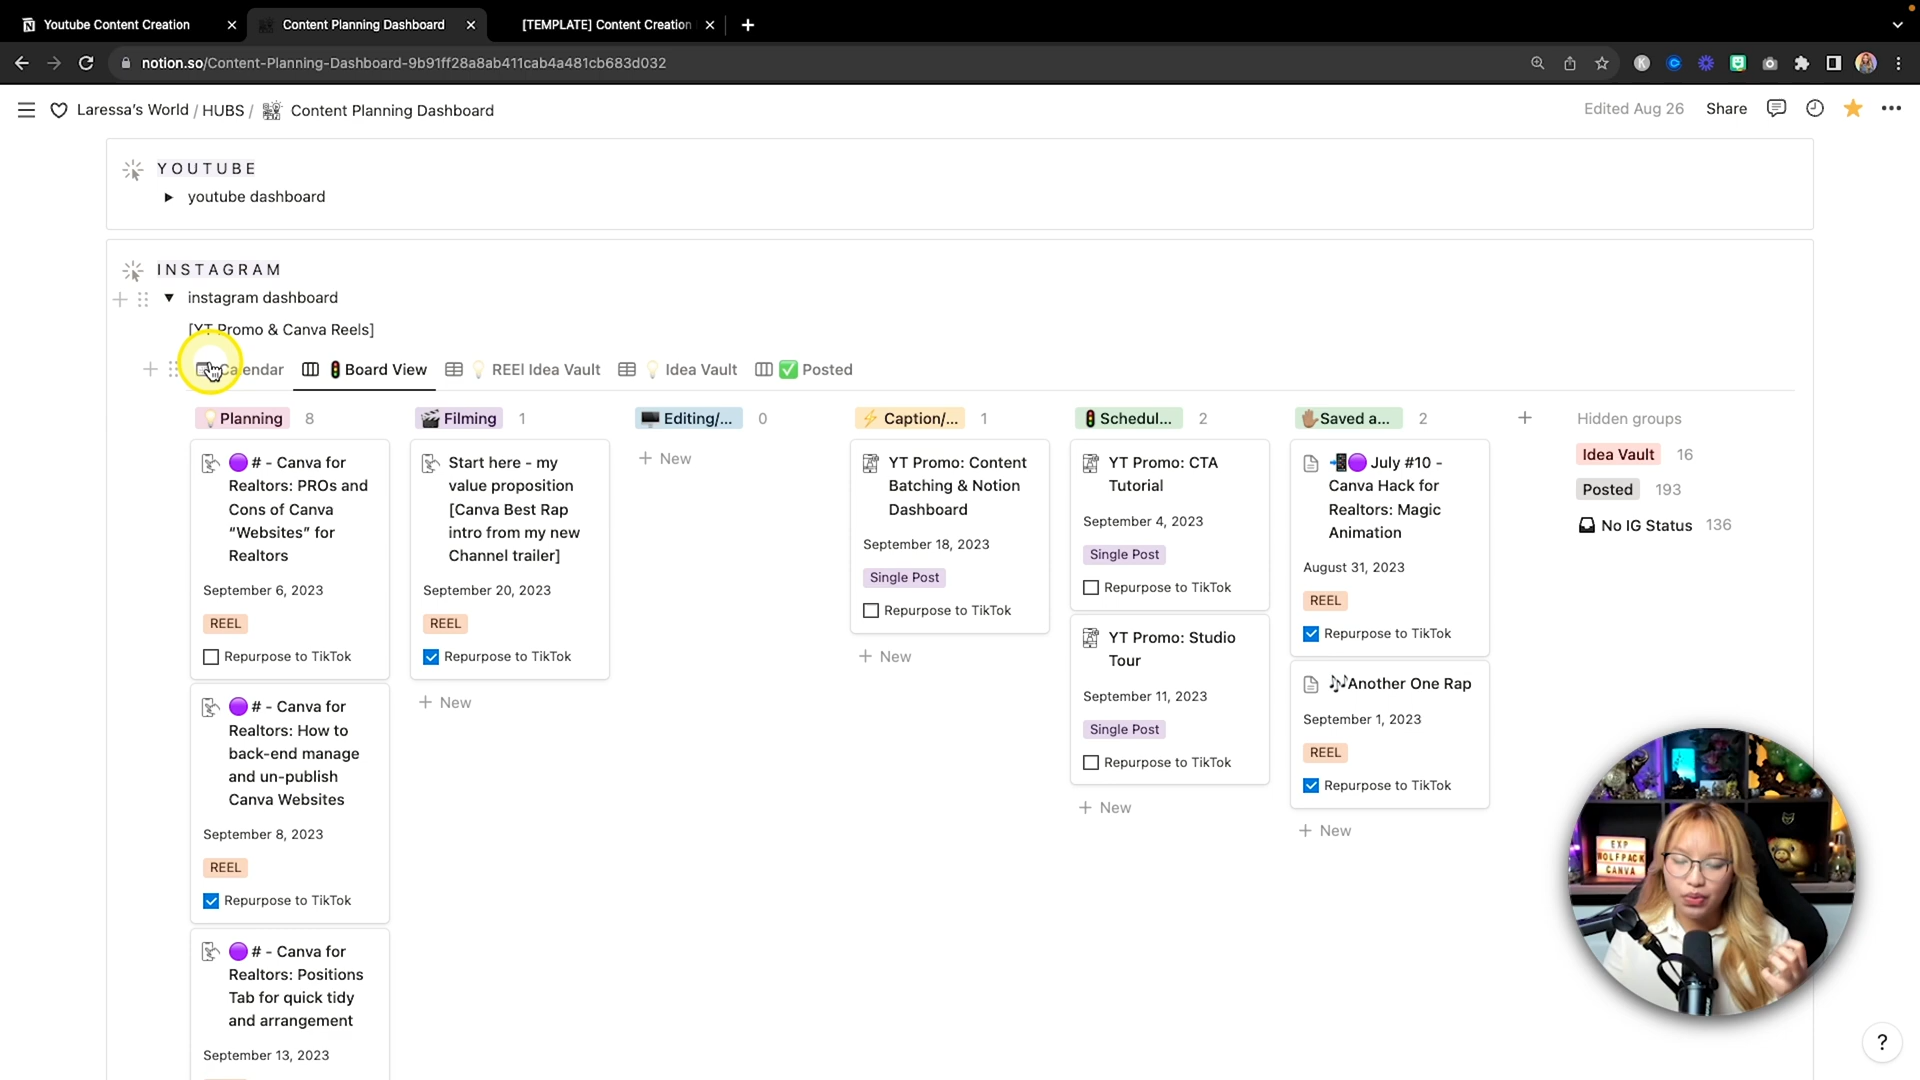 Youtube Content Creation
Content Planning Dashboard
[TEMPLATE] Content Creation
notion.so/Content-Planning-Dashboard-9b91ff28a8ab411cab4a481cb683d032
Laressa's World / HUBS / Content Planning Dashboard
Edited Aug 26
Share
YOUTUBE
youtube dashboard
INSTAGRAM
instagram dashboard
[YT Promo & Canva Reels]
Calendar
Board View
REEl Idea Vault
Idea Vault
Posted
Planning 8
Filming 1
Editing/... 0
Caption/... 1
Schedul... 2
Saved a... 2
Hidden groups
# - Canva for
Realtors: PROs and
Cons of Canva
“Websites” for
Realtors
September 6, 2023
REEL
Repurpose to TikTok
# - Canva for
Realtors: How to
back-end manage
and un-publish
Canva Websites
September 8, 2023
REEL
Repurpose to TikTok
# - Canva for
Realtors: Positions
Tab for quick tidy
and arrangement
September 13, 2023
Start here - my
value proposition
[Canva Best Rap
intro from my new
Channel trailer]
September 20, 2023
REEL
Repurpose to TikTok
New
New
YT Promo: Content
Batching & Notion
Dashboard
September 18, 2023
Single Post
Repurpose to TikTok
New
YT Promo: CTA
Tutorial
September 4, 2023
Single Post
Repurpose to TikTok
YT Promo: Studio
Tour
September 11, 2023
Single Post
Repurpose to TikTok
New
July #10 -
Canva Hack for
Realtors: Magic
Animation
August 31, 2023
REEL
Repurpose to TikTok
Another One Rap
September 1, 2023
REEL
Repurpose to TikTok
New
Idea Vault 16
Posted 193
No IG Status 136
EXP
WOLFPACK
CANVA
?